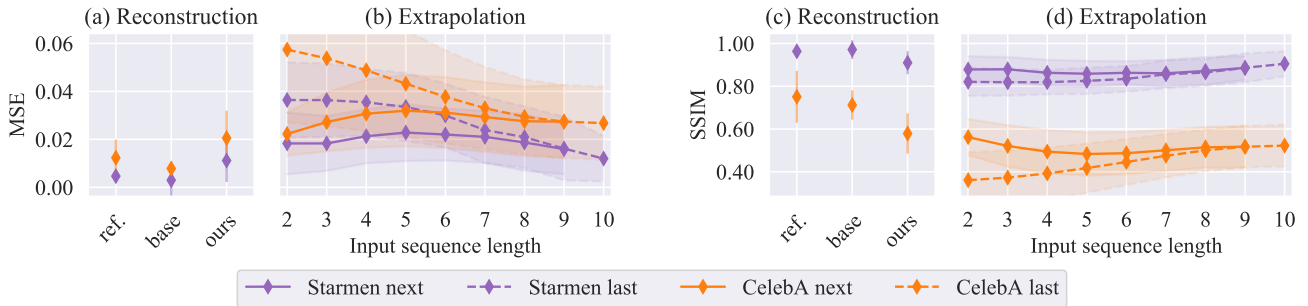 (a) Reconstruction
(b) Extrapolation
(c) Reconstruction
(d) Extrapolation
MSE
0.06
0.04
0.02
0.00
ref.
base
ours
2 3 4 5 6 7 8 9 10
Input sequence length
SSIM
1.00
0.80
0.60
0.40
ref.
base
ours
2 3 4 5 6 7 8 9 10
Input sequence length
Starmen next
Starmen last
CelebA next
CelebA last